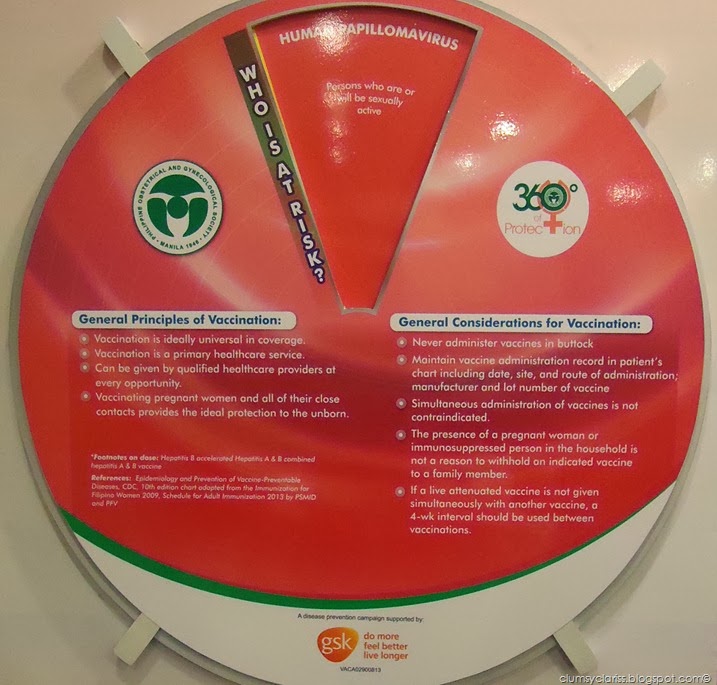 HUMAN PAPILLOMAVIRUS
Persons who are or
will be sexually
active
WHO IS AT RISK?
PHILIPPINE OBSTETRICAL AND GYNECOLOGICAL SOCIETY
• MANILA 1946 •
360°
of
Protection
General Principles of Vaccination:
Vaccination is ideally universal in coverage.
Vaccination is a primary healthcare service.
Can be given by qualified healthcare providers at
every opportunity.
Vaccinating pregnant women and all of their close
contacts provides the ideal protection to the unborn.
*Footnotes on dose: Hepatitis B accelerated Hepatitis A & B combined
hepatitis A & B vaccine
References: Epidemiology and Prevention of Vaccine-Preventable
Diseases, CDC, 10th edition chart adapted from the Immunization for
Filipino Women 2009, Schedule for Adult Immunization 2013 by PSMID
and PFV
General Considerations for Vaccination:
Never administer vaccines in buttock
Maintain vaccine administration record in patient's
chart including date, site, and route of administration;
manufacturer and lot number of vaccine
Simultaneous administration of vaccines is not
contraindicated.
The presence of a pregnant woman or
immunosuppressed person in the household is
not a reason to withhold an indicated vaccine
to a family member.
If a live attenuated vaccine is not given
simultaneously with another vaccine, a
4-wk interval should be used between
vaccinations.
A disease prevention campaign supported by:
gsk
do more
feel better
live longer
VACA02900813
clumsyclariss.blogspot.com©